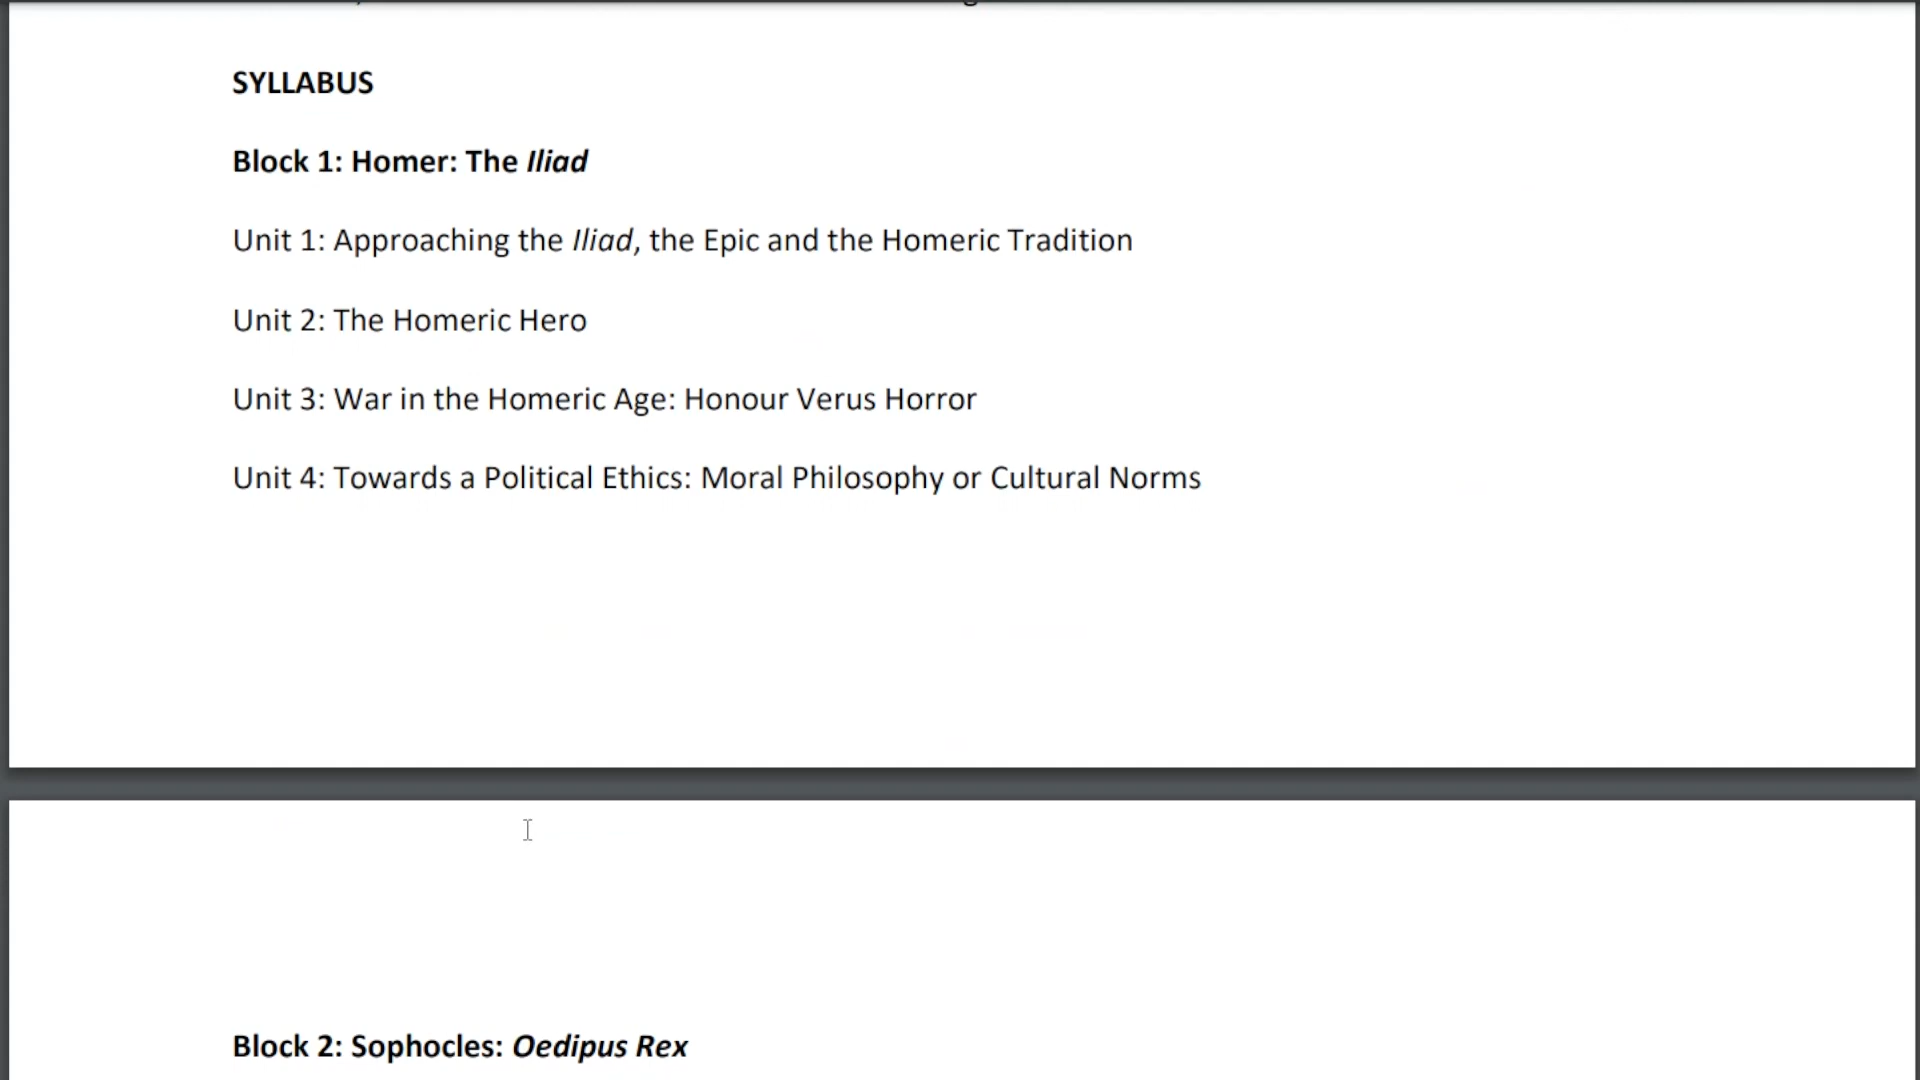 SYLLABUS
Block 1: Homer: The Iliad
Unit 1: Approaching the Iliad, the Epic and the Homeric Tradition
Unit 2: The Homeric Hero
Unit 3: War in the Homeric Age: Honour Verus Horror
Unit 4: Towards a Political Ethics: Moral Philosophy or Cultural Norms
Block 2: Sophocles: Oedipus Rex